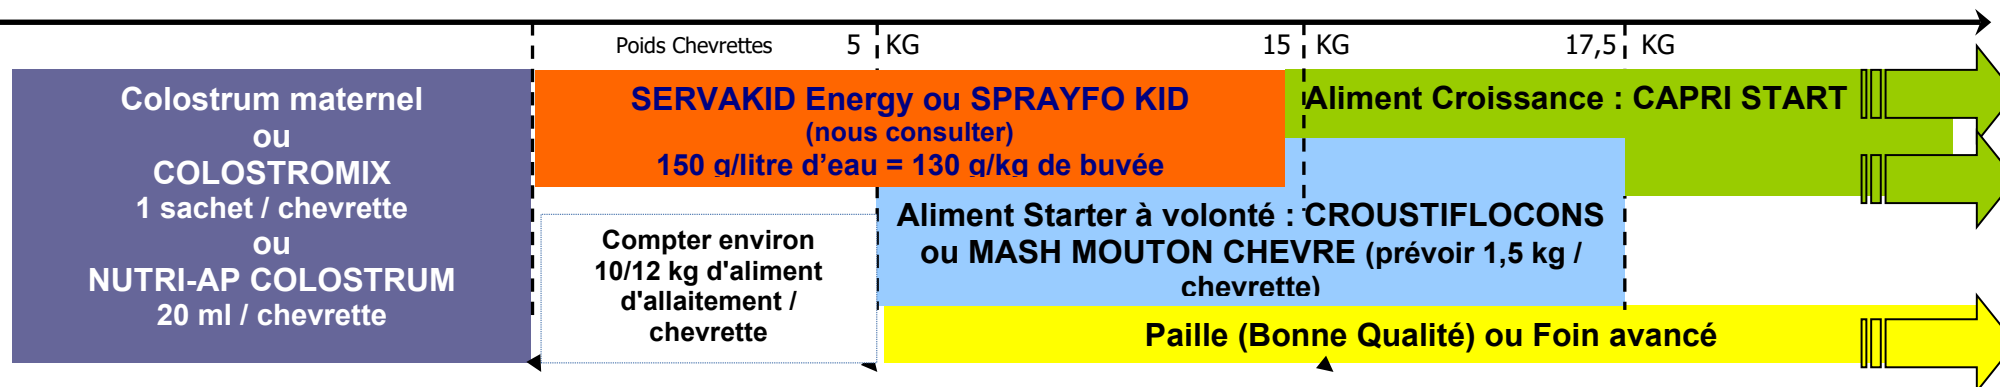 Poids Chevrettes 5 KG 15 KG 17,5 KG
Colostrum maternel
ou
COLOSTROMIX
1 sachet / chevrette
ou
NUTRI-AP COLOSTRUM
20 ml / chevrette
SERVAKID Energy ou SPRAYFO KID
(nous consulter)
150 g/litre d'eau = 130 g/kg de buvée
Compter environ
10/12 kg d'aliment
d'allaitement /
chevrette
Aliment Croissance : CAPRI START
Aliment Starter à volonté : CROUSTIFLOCONS
ou MASH MOUTON CHEVRE (prévoir 1,5 kg /
chevrette)
Paille (Bonne Qualité) ou Foin avancé